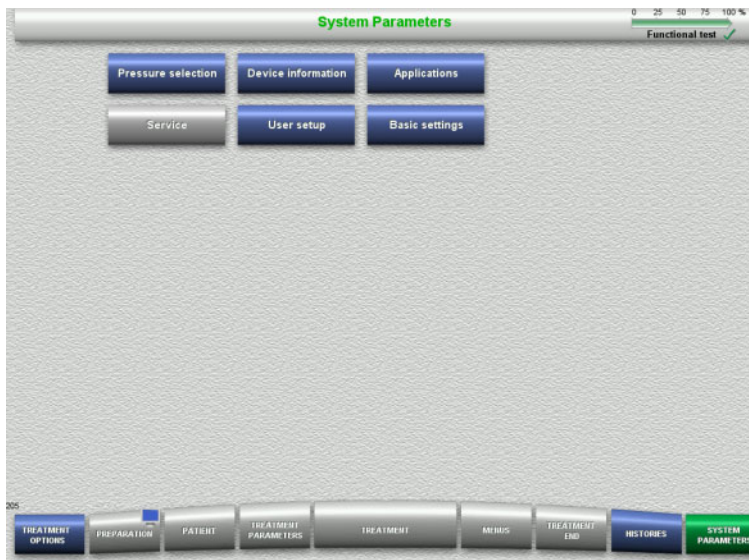 System Parameters
0 25 50 75 100 %
Functional test
Pressure selection
Device information
Applications
Service
User setup
Basic settings
205
TREATMENT
OPTIONS
PREPARATION
PATIENT
TREATMENT
PARAMETERS
TREATMENT
MENUS
TREATMENT
END
HISTORIES
SYSTEM
PARAMETERS